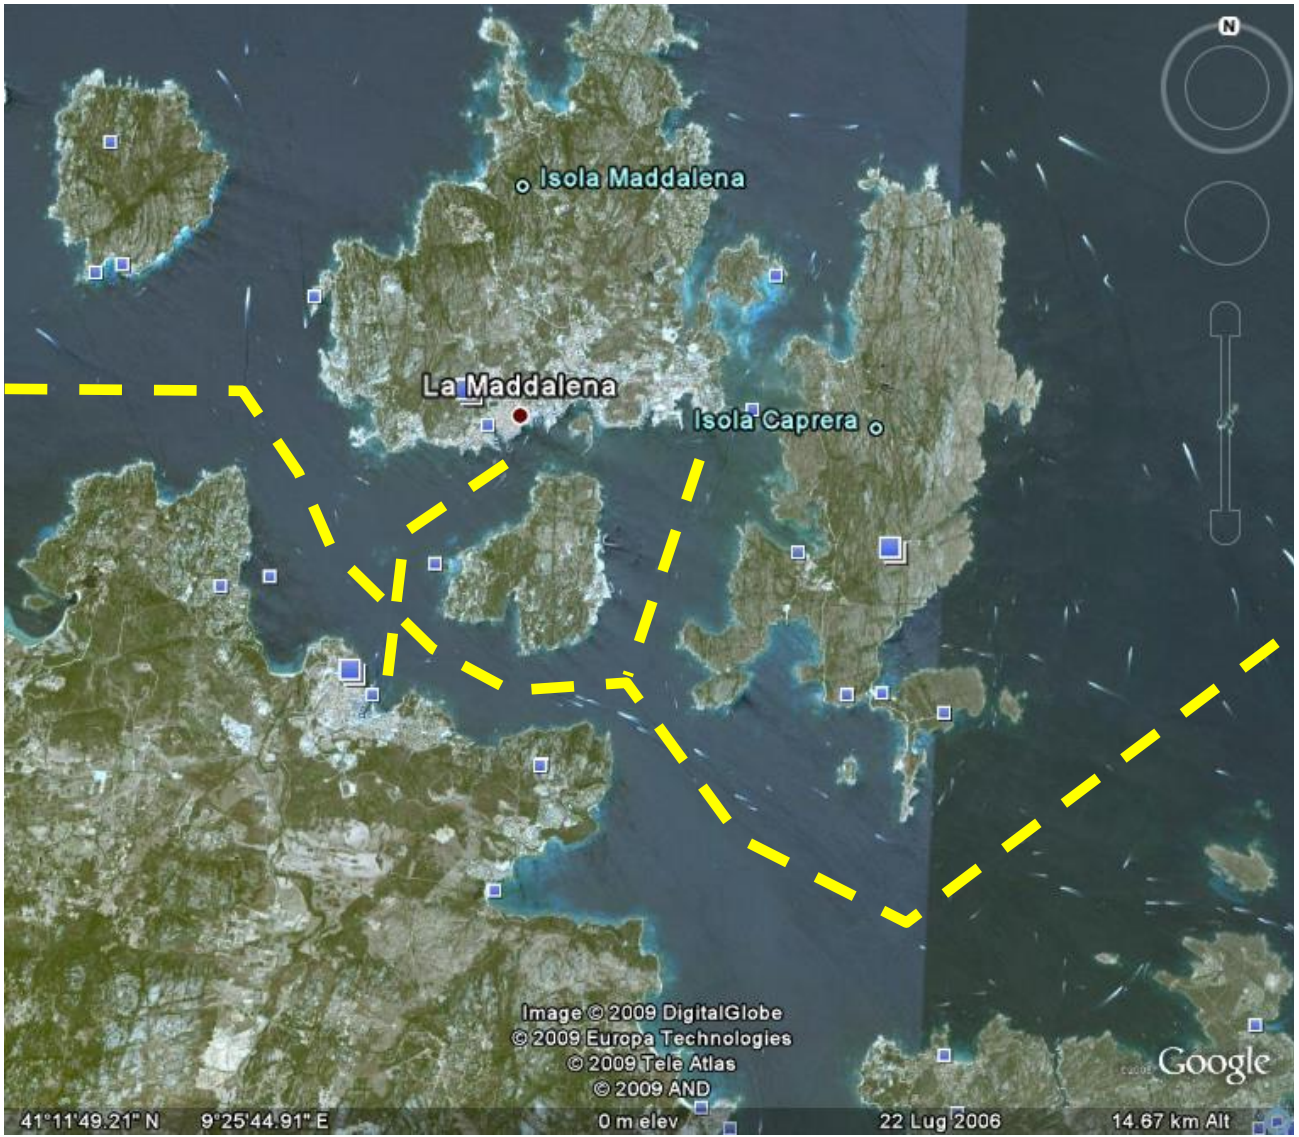 N
Isola Maddalena
La Maddalena
Isola Caprera
Image © 2009 DigitalGlobe
© 2009 Europa Technologies
© 2009 Tele Atlas
© 2009 AND
Google
41°11'49.21" N 9°25'44.91" E 0 m elev 22 Lug 2006 14.67 km Alt